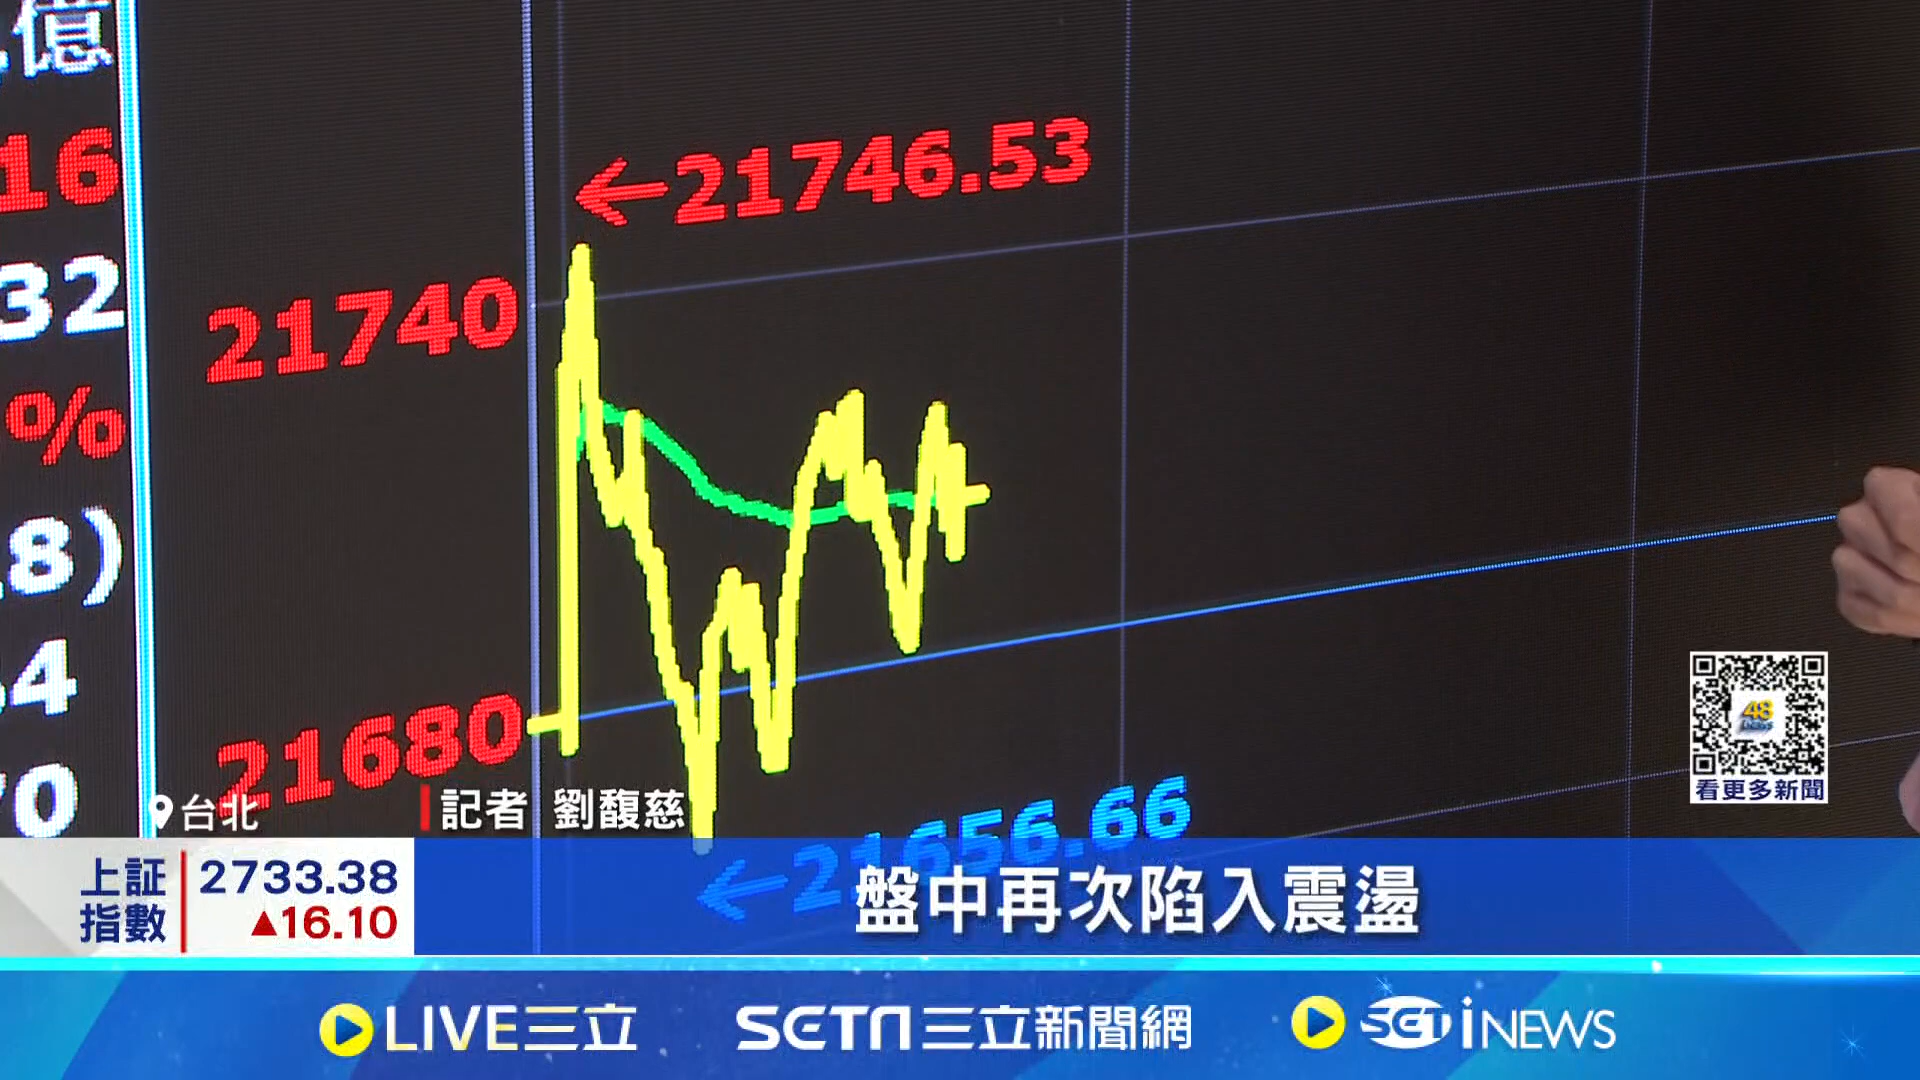 億
16
32
%
8)
4
0
←21746.53
21740
21680
←21656.66
台北
記者 劉馥慈
48
看更多新聞
上証指數
2733.38
▲16.10
盤中再次陷入震盪
LIVE三立
SETN三立新聞網
SET iNEWS